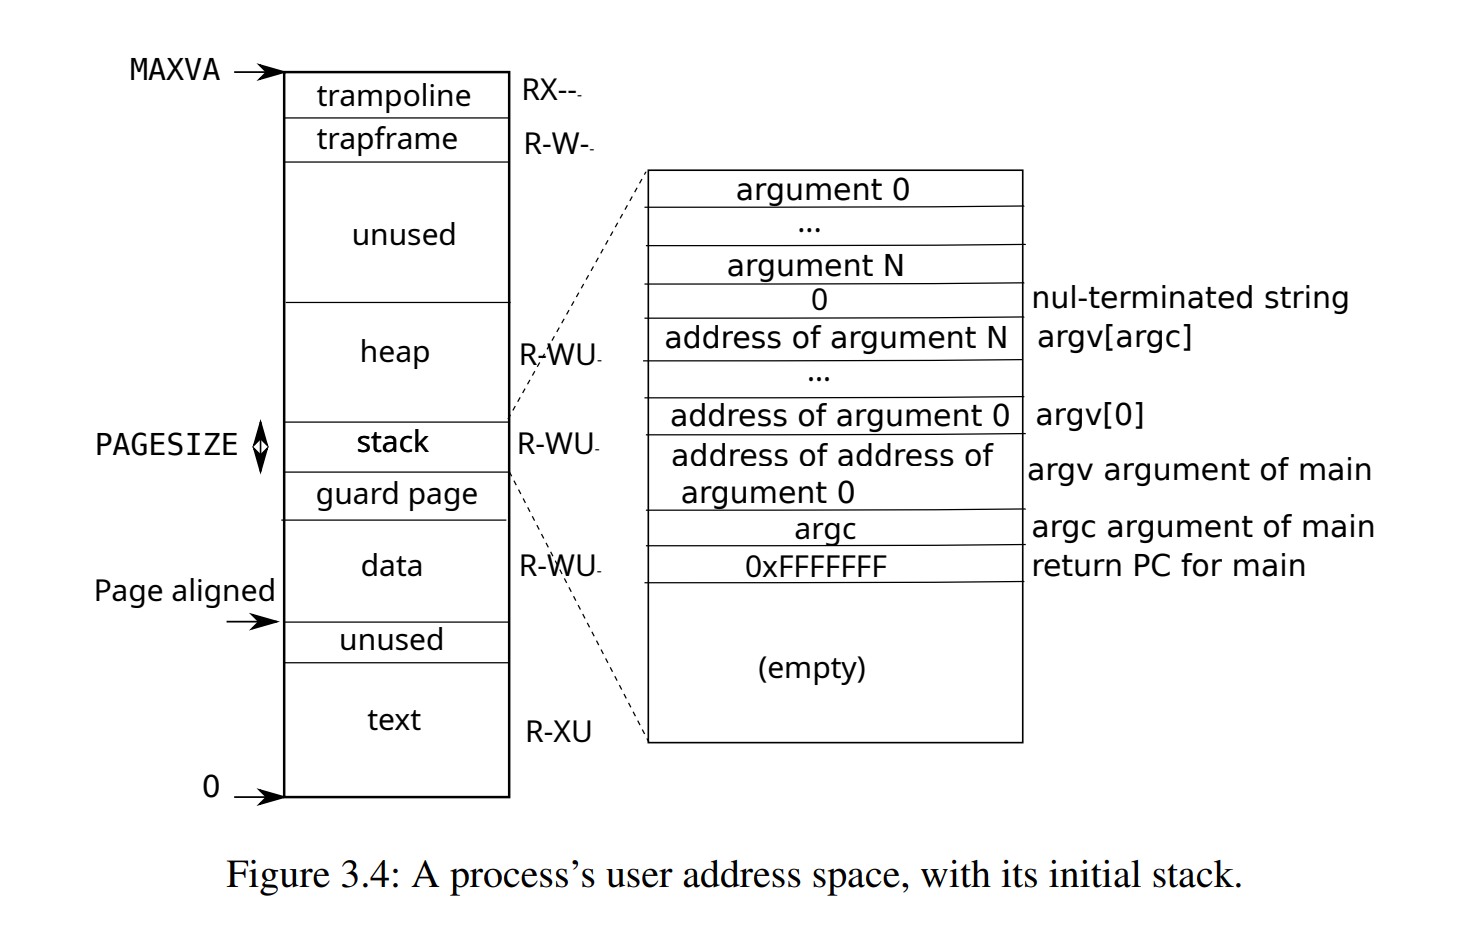 MAXVA
trampoline
RX---
trapframe
R-W--
unused
heap
R-WU-
PAGESIZE
stack
R-WU-
guard page
data
R-WU-
Page aligned
unused
text
R-XU
0
argument 0
...
argument N
0
nul-terminated string
address of argument N
argv[argc]
...
address of argument 0
argv[0]
address of address of
argument 0
argv argument of main
argc
argc argument of main
0xFFFFFFF
return PC for main
(empty)
Figure 3.4: A process's user address space, with its initial stack.